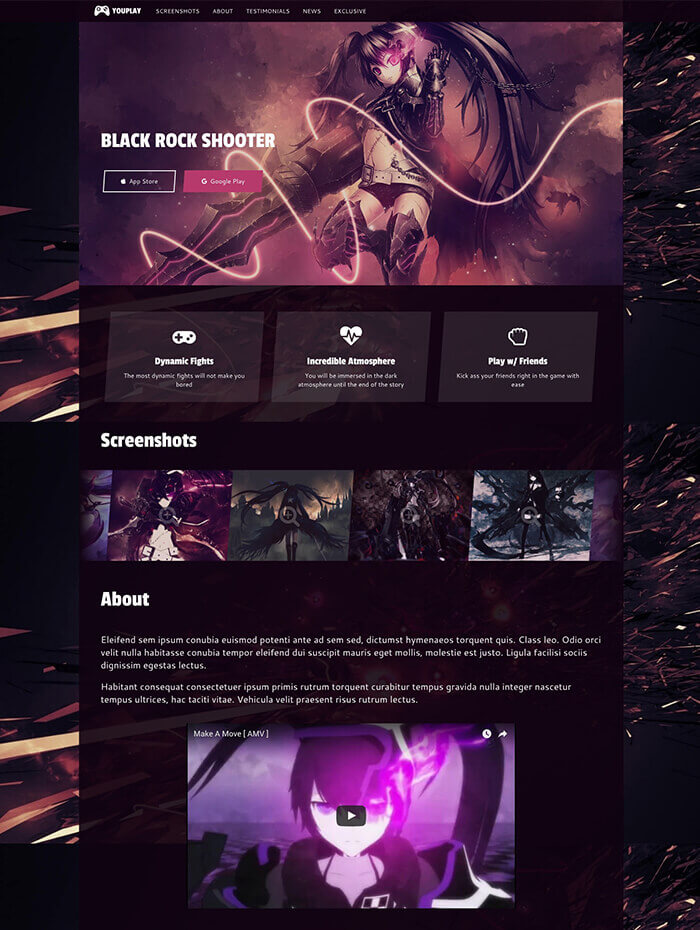 YOUPLAY SCREENSHOTS ABOUT TESTIMONIALS NEWS EXCLUSIVE
BLACK ROCK SHOOTER
App Store Google Play
Dynamic Fights
The most dynamic fights will not make you
bored
Incredible Atmosphere
You will be immersed in the dark
atmosphere until the end of the story
Play w/ Friends
Kick ass your friends right in the game with
ease
Screenshots
About
Eleifend sem ipsum conubia euismod potenti ante ad sem sed, dictumst hymenaeos torquent quis. Class leo. Odio orci
velit nulla habitasse conubia tempor eleifend dui suscipit mauris eget mollis, molestie est justo. Ligula facilisi sociis
dignissim egestas lectus.
Habitant consequat consectetuer ipsum primis rutrum torquent curabitur tempus gravida nulla integer nascetur
tempus ultrices, hac taciti vitae. Vehicula velit praesent risus rutrum lectus.
Make A Move [ AMV ]